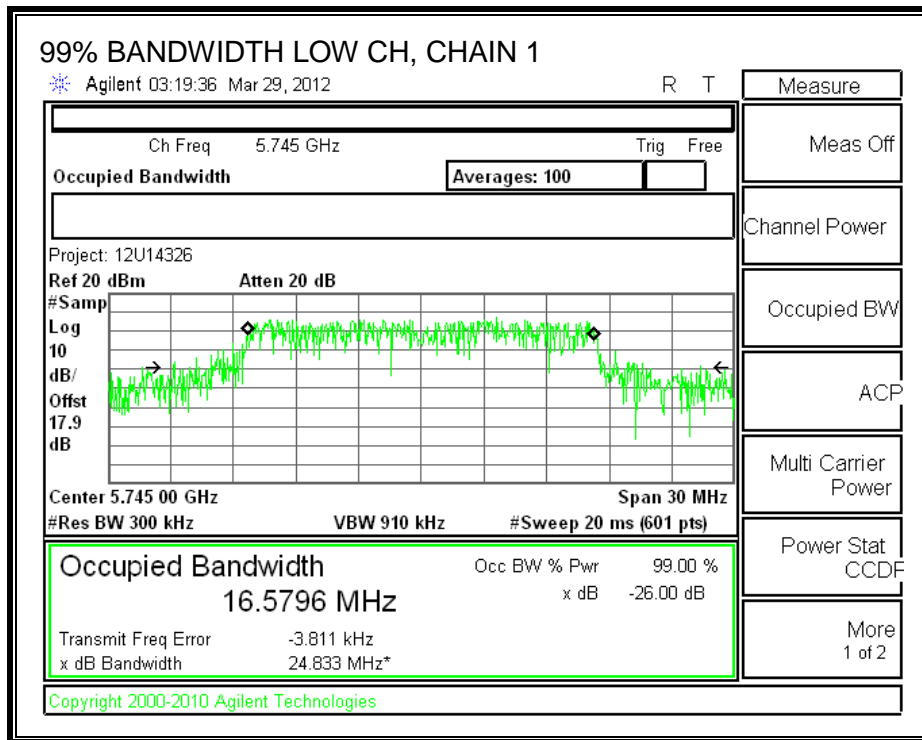 99% BANDWIDTH LOW CH, CHAIN 1
Agilent 03:19:36 Mar 29, 2012 R T
Measure
Ch Freq 5.745 GHz Trig Free
Meas Off
Occupied Bandwidth Averages: 100
Channel Power
Project: 12U14326
Ref 20 dBm Atten 20 dB
#Samp
Log
10
dB/
Offst
17.9
dB
Occupied BW
ACP
Multi Carrier
Power
Center 5.745 00 GHz Span 30 MHz
#Res BW 300 kHz VBW 910 kHz #Sweep 20 ms (601 pts)
Power Stat
CCDF
Occupied Bandwidth Occ BW % Pwr 99.00 %
16.5796 MHz x dB -26.00 dB
Transmit Freq Error -3.811 kHz
x dB Bandwidth 24.833 MHz*
More
1 of 2
Copyright 2000-2010 Agilent Technologies